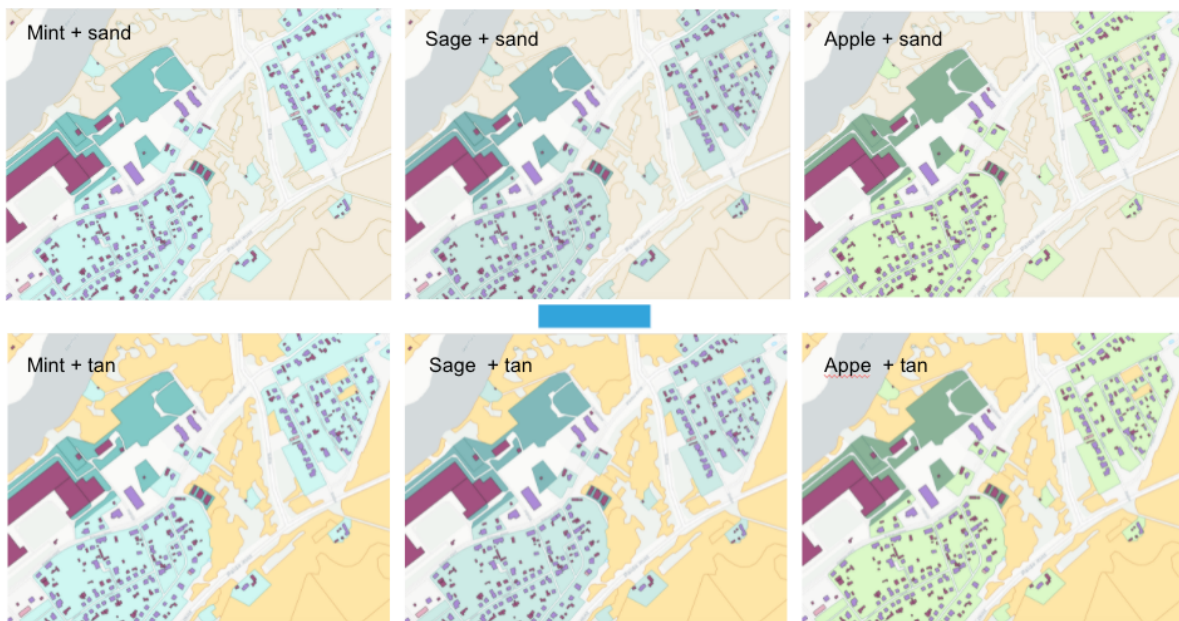 Mint + sand
Sage + sand
Apple + sand
Mint + tan
Sage + tan
Appe + tan